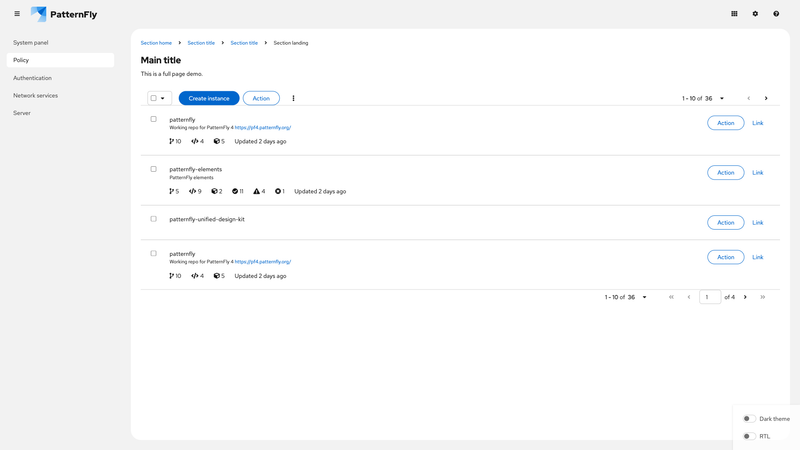 PatternFly
System panel
Policy
Authentication
Network services
Server
Section home Section title Section title Section landing
Main title
This is a full page demo.
Create instance Action 1 - 10 of 36
patternfly
Working repo for PatternFly 4 https://pf4.patternfly.org/
10 4 5 Updated 2 days ago
Action Link
patternfly-elements
PatternFly elements
5 9 2 11 4 1 Updated 2 days ago
Action Link
patternfly-unified-design-kit
Action Link
patternfly
Working repo for PatternFly 4 https://pf4.patternfly.org/
10 4 5 Updated 2 days ago
Action Link
1 - 10 of 36 1 of 4
Dark theme
RTL